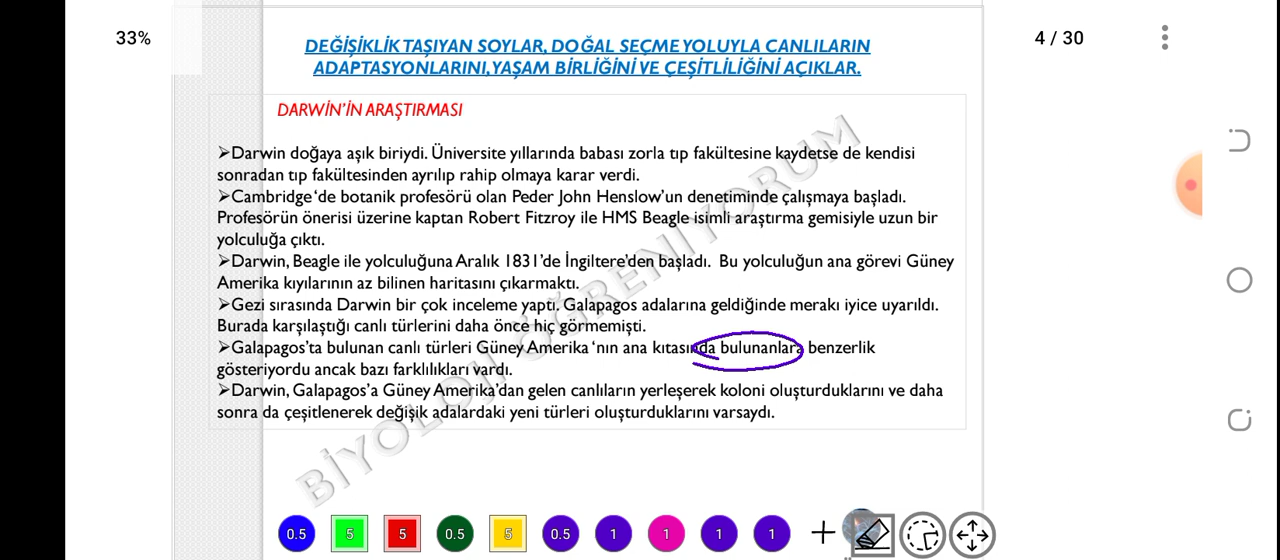 33%
4 / 30
DEĞİŞİKLİK TAŞIYAN SOYLAR, DOĞAL SEÇME YOLUYLA CANLILARIN
ADAPTASYONLARINI,YAŞAM BİRLİĞİNİ VE ÇEŞİTLİLİĞİNİ AÇIKLAR.
DARWİN'İN ARAŞTIRMASI
➤Darwin doğaya aşık biriydi. Üniversite yıllarında babası zorla tıp fakültesine kaydetse de kendisi
sonradan tıp fakültesinden ayrılıp rahip olmaya karar verdi.
➤Cambridge 'de botanik profesörü olan Peder John Henslow'un denetiminde çalışmaya başladı.
Profesörün önerisi üzerine kaptan Robert Fitzroy ile HMS Beagle isimli araştırma gemisiyle uzun bir
yolculuğa çıktı.
➤Darwin, Beagle ile yolculuğuna Aralık 1831'de İngiltere'den başladı. Bu yolculuğun ana görevi Güney
Amerika kıyılarının az bilinen haritasını çıkarmaktı.
➤Gezi sırasında Darwin bir çok inceleme yaptı. Galapagos adalarına geldiğinde merakı iyice uyarıldı.
Burada karşılaştığı canlı türlerini daha önce hiç görmemişti.
➤Galapagos'ta bulunan canlı türleri Güney Amerika 'nın ana kıtasında bulunanlara benzerlik
gösteriyordu ancak bazı farklılıkları vardı.
➤Darwin, Galapagos'a Güney Amerika'dan gelen canlıların yerleşerek koloni oluşturduklarını ve daha
sonra da çeşitlenerek değişik adalardaki yeni türleri oluşturduklarını varsaydı.
BİYOLOJİ ÖĞRENİYORUM
0.5 5 5 0.5 5 0.5 1 1 1 1